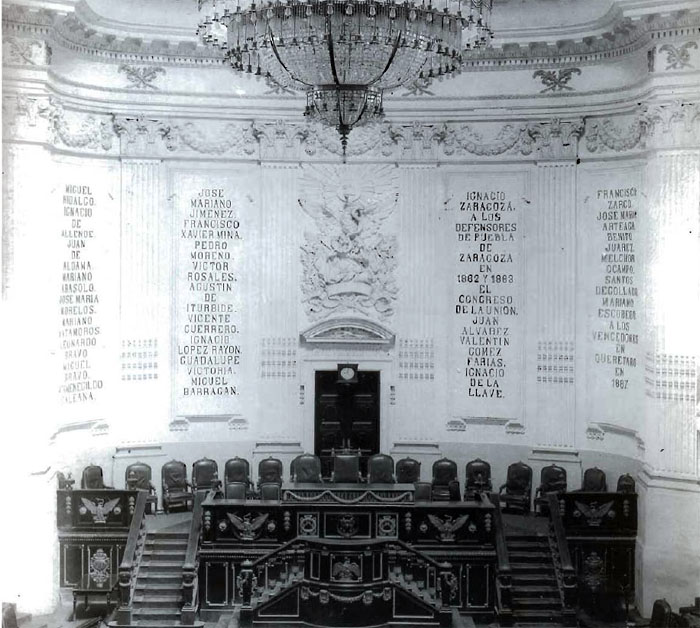 MIGUEL
HIDALGO.
IGNACIO
DE
ALLENDE.
JUAN
DE
ALDAMA.
MARIANO
ABASOLO.
JOSE MARIA
MORELOS.
MARIANO
MATAMOROS
LEONARDO
BRAVO
MIGUEL
BRAVO.
HERMENEGILDO
GALEANA.
JOSE
MARIANO
JIMENEZ.
FRANCISCO
XAVIER MINA.
PEDRO
MORENO.
VICTOR
ROSALES.
AGUSTIN
DE
ITURBIDE.
VICENTE
GUERRERO.
IGNACIO
LOPEZ RAYON.
GUADALUPE
VICTORIA.
MIGUEL
BARRAGAN.
IGNACIO
ZARAGOZA.
A LOS
DEFENSORES
DE PUEBLA
DE
ZARAGOZA
EN
1862 Y 1863
EL
CONGRESO
DE LA UNION.
JUAN
ALVAREZ
VALENTIN
GOMEZ
FARIAS.
IGNACIO
DE LA
LLAVE.
FRANCISCO
ZARCO.
JOSE MARIA
ARTEAGA
BENITO
JUAREZ
MELCHOR
OCAMPO.
SANTOS
DEGOLLADO
MARIANO
ESCOBEDO
A LOS
VENCEDORES
EN
QUERETARO
EN
1867